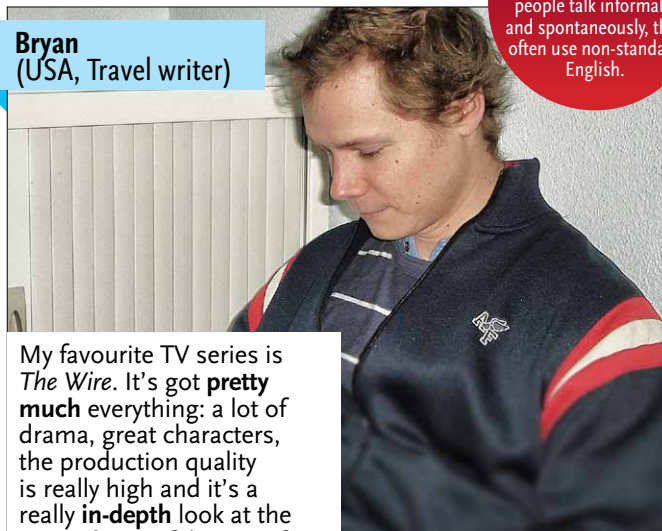 people talk informal
and spontaneously, th
often use non-standa
English.
Bryan
(USA, Travel writer)
My favourite TV series is
The Wire. It's got pretty
much everything: a lot of
drama, great characters,
the production quality
is really high and it's a
really in-depth look at the